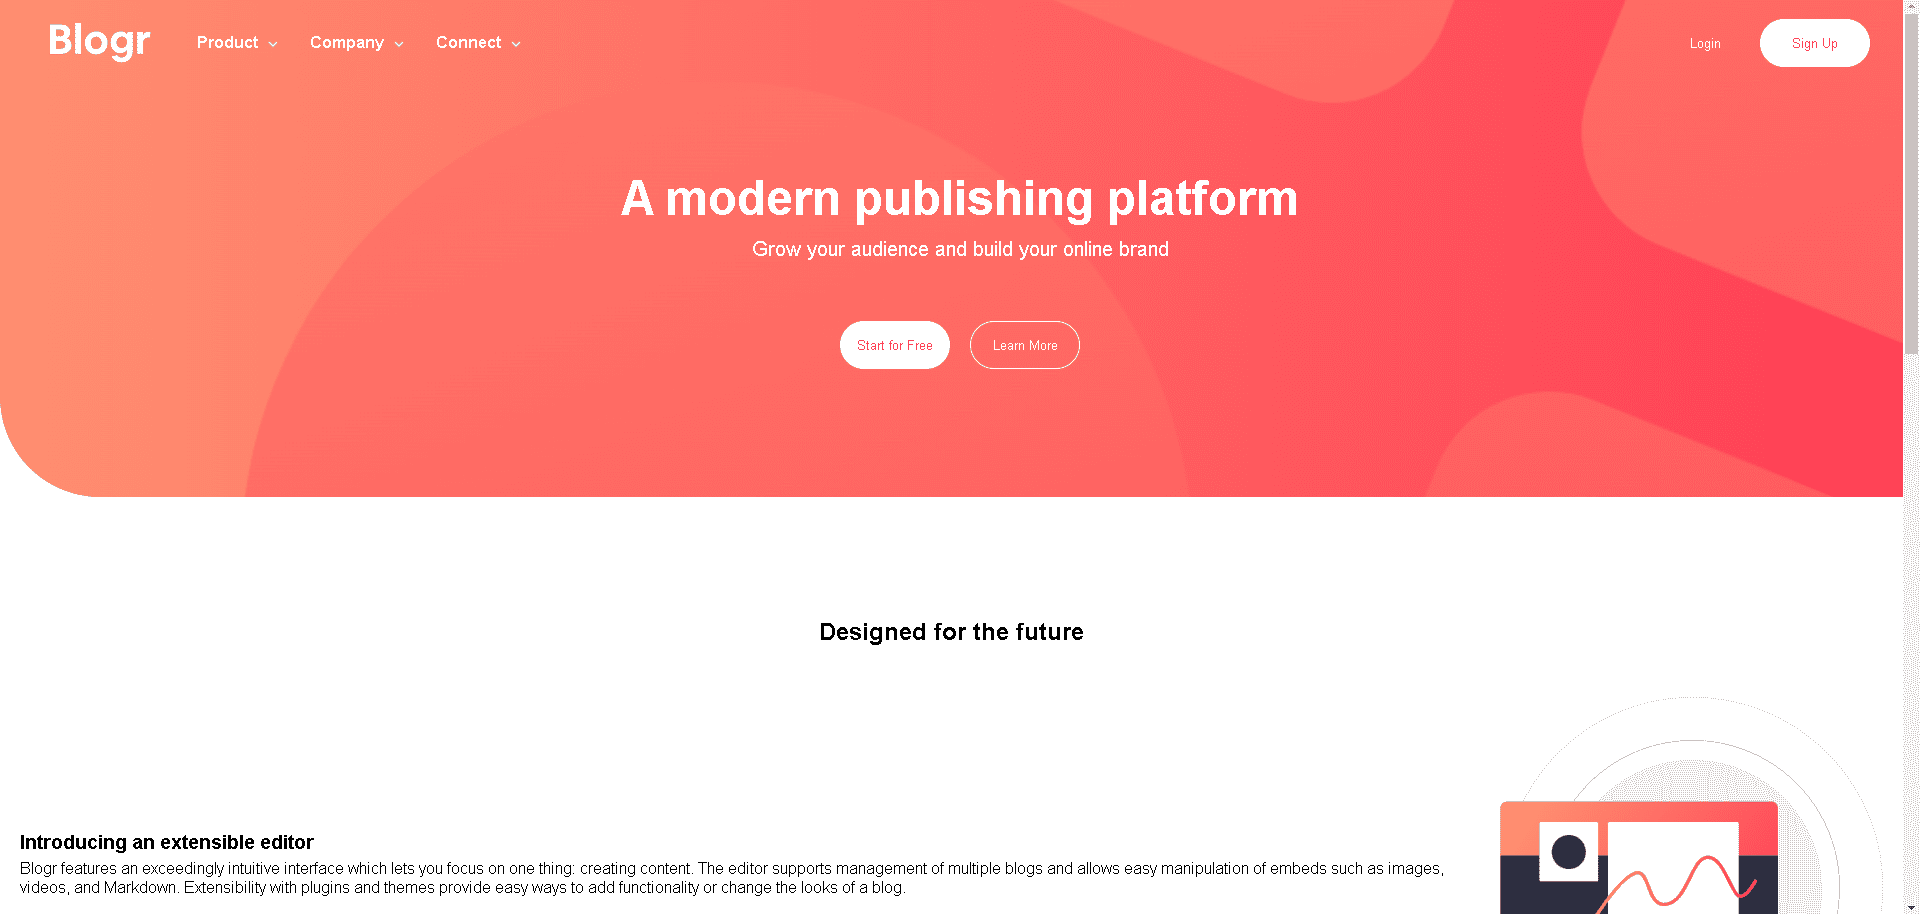 Blogr
Product
Company
Connect
Login
Sign Up
A modern publishing platform
Grow your audience and build your online brand
Start for Free
Learn More
Designed for the future
Introducing an extensible editor
Blogr features an exceedingly intuitive interface which lets you focus on one thing: creating content. The editor supports management of multiple blogs and allows easy manipulation of embeds such as images,
videos, and Markdown. Extensibility with plugins and themes provide easy ways to add functionality or change the looks of a blog.